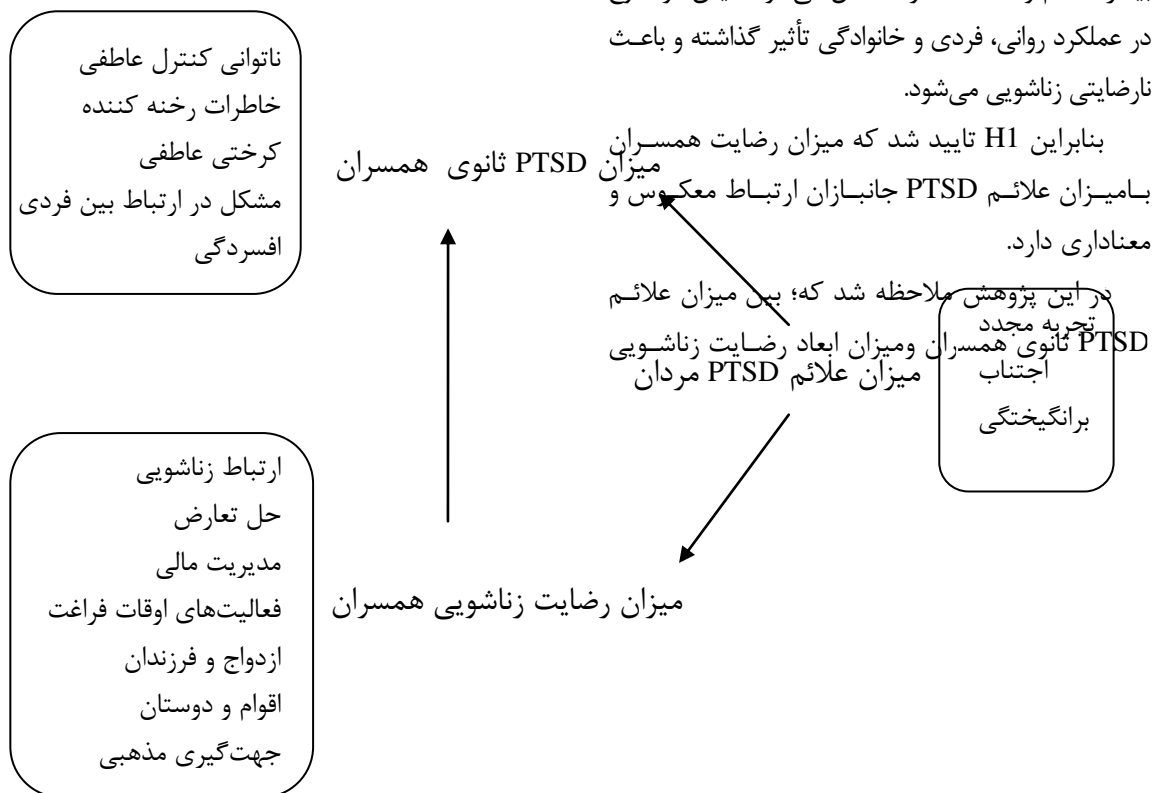 در عملکرد روانی، فردی و خانوادگی تأثیر گذاشته و باعث
نارضایتی زناشویی می‌شود.
بنابراین H1 تایید شد که میزان رضایت همسران
بامیزان علائم PTSD جانبازان ارتباط معکوس و
معناداری دارد.
در این پژوهش ملاحظه شد که؛ بین میزان علائم
PTSD ثانوی همسران ومیزان ابعاد رضایت زناشویی
تجربه مجدد
اجتناب
برانگیختگی
میزان علائم PTSD مردان
میزان PTSD ثانوی همسران
ناتوانی کنترل عاطفی
خاطرات رخنه کننده
کرختی عاطفی
مشکل در ارتباط بین فردی
افسردگی
میزان رضایت زناشویی همسران
ارتباط زناشویی
حل تعارض
مدیریت مالی
فعالیت‌های اوقات فراغت
ازدواج و فرزندان
اقوام و دوستان
جهت‌گیری مذهبی